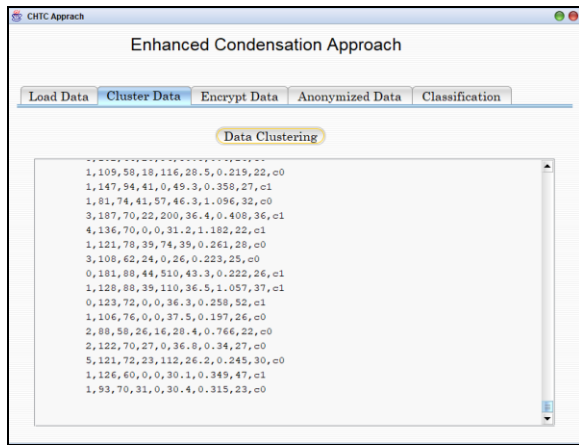 CHTC Apprach
Enhanced Condensation Approach
Load Data Cluster Data Encrypt Data Anonymized Data Classification
Data Clustering
1,109,58,18,116,28.5,0.219,22,c0
1,147,94,41,0,49.3,0.358,27,c1
1,81,74,41,57,46.3,1.096,32,c0
3,187,70,22,200,36.4,0.408,36,c1
4,136,70,0,0,31.2,1.182,22,c1
1,121,78,39,74,39,0.261,28,c0
3,108,62,24,0,26,0.223,25,c0
0,181,88,44,510,43.3,0.222,26,c1
1,128,88,39,110,36.5,1.057,37,c1
0,123,72,0,0,36.3,0.258,52,c1
1,106,76,0,0,37.5,0.197,26,c0
2,88,58,26,16,28.4,0.766,22,c0
2,122,70,27,0,36.8,0.34,27,c0
5,121,72,23,112,26.2,0.245,30,c0
1,126,60,0,0,30.1,0.349,47,c1
1,93,70,31,0,30.4,0.315,23,c0